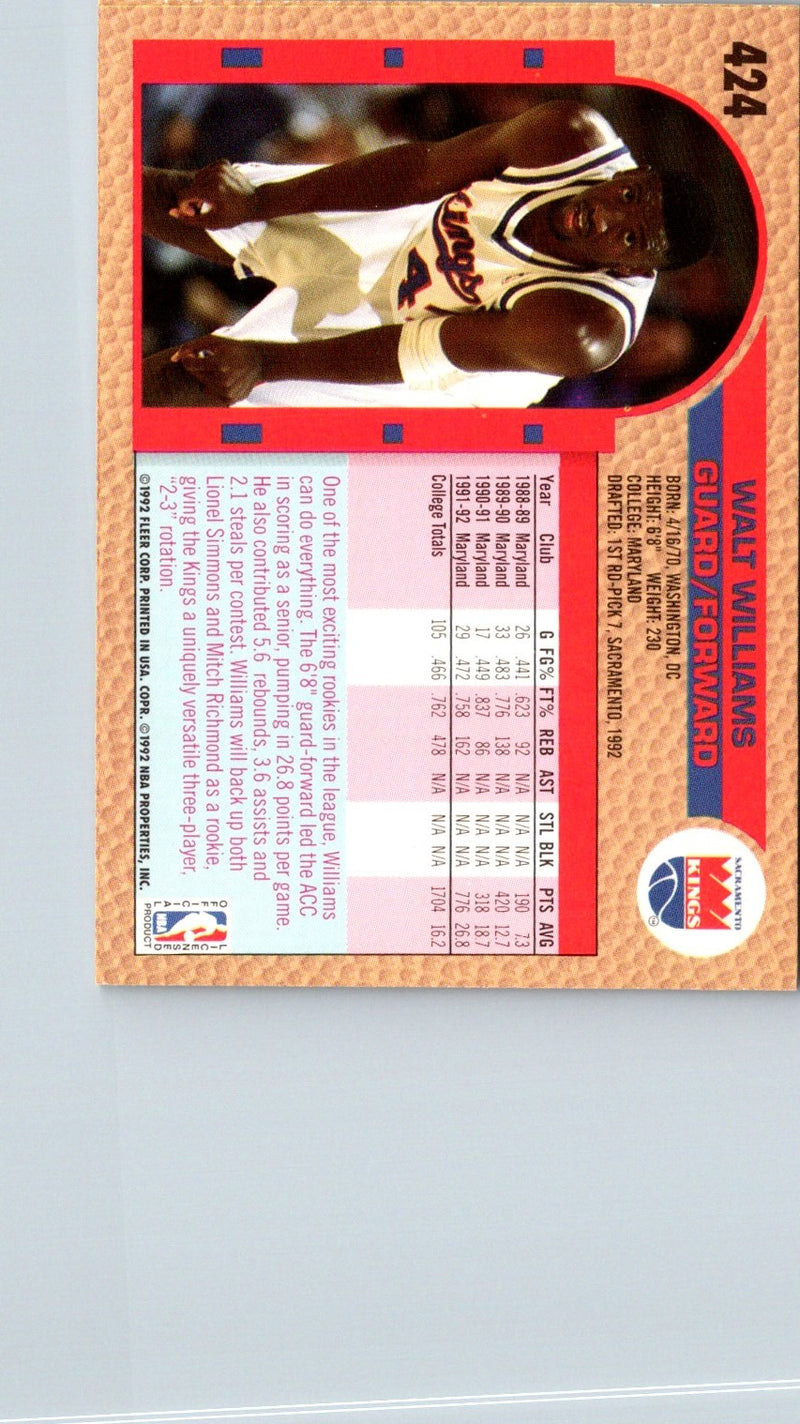 424
WALT WILLIAMS
GUARD/FORWARD
BORN: 4/16/70, WASHINGTON, DC
HEIGHT: 6'8" WEIGHT: 230
COLLEGE: MARYLAND
DRAFTED: 1ST RD-PICK 7, SACRAMENTO, 1992
SACRAMENTO
KINGS
TM
Kings
4
Year Club G FG% FT% REB AST STL BLK PTS AVG
1988-89 Maryland 26 .441 .623 92 N/A N/A N/A 190 7.3
1989-90 Maryland 33 .483 .776 138 N/A N/A N/A 420 12.7
1990-91 Maryland 17 .449 .837 86 N/A N/A N/A 318 18.7
1991-92 Maryland 29 .472 .758 162 N/A N/A N/A 776 26.8
College Totals 105 .466 .762 478 N/A N/A N/A 1704 16.2
One of the most exciting rookies in the league, Williams
can do everything. The 6'8" guard-forward led the ACC
in scoring as a senior, pumping in 26.8 points per game.
He also contributed 5.6 rebounds, 3.6 assists and
2.1 steals per contest. Williams will back up both
Lionel Simmons and Mitch Richmond as a rookie,
giving the Kings a uniquely versatile three-player,
"2-3" rotation.
©1992 FLEER CORP. PRINTED IN USA. COPR. ©1992 NBA PROPERTIES, INC.
OFFICIAL
NBA
LICENSED
PRODUCT